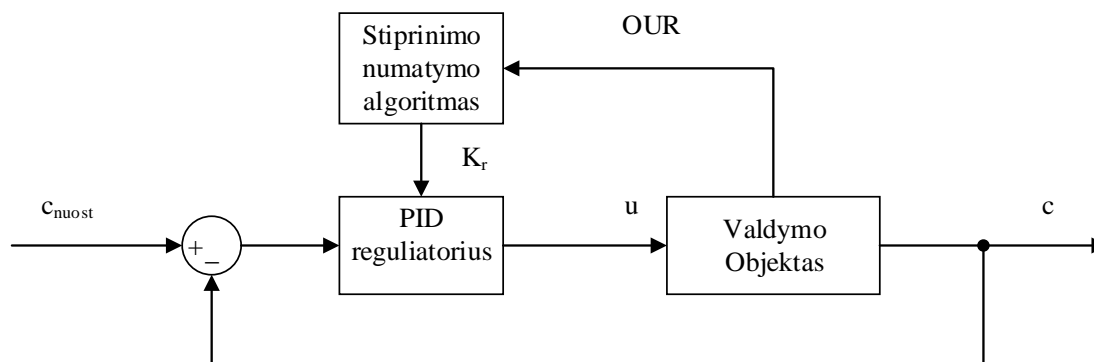 OUR
Stiprinimo
numatymo
algoritmas
K_r
c_nuost
PID
reguliatorius
u
Valdymo
Objektas
c
+
−